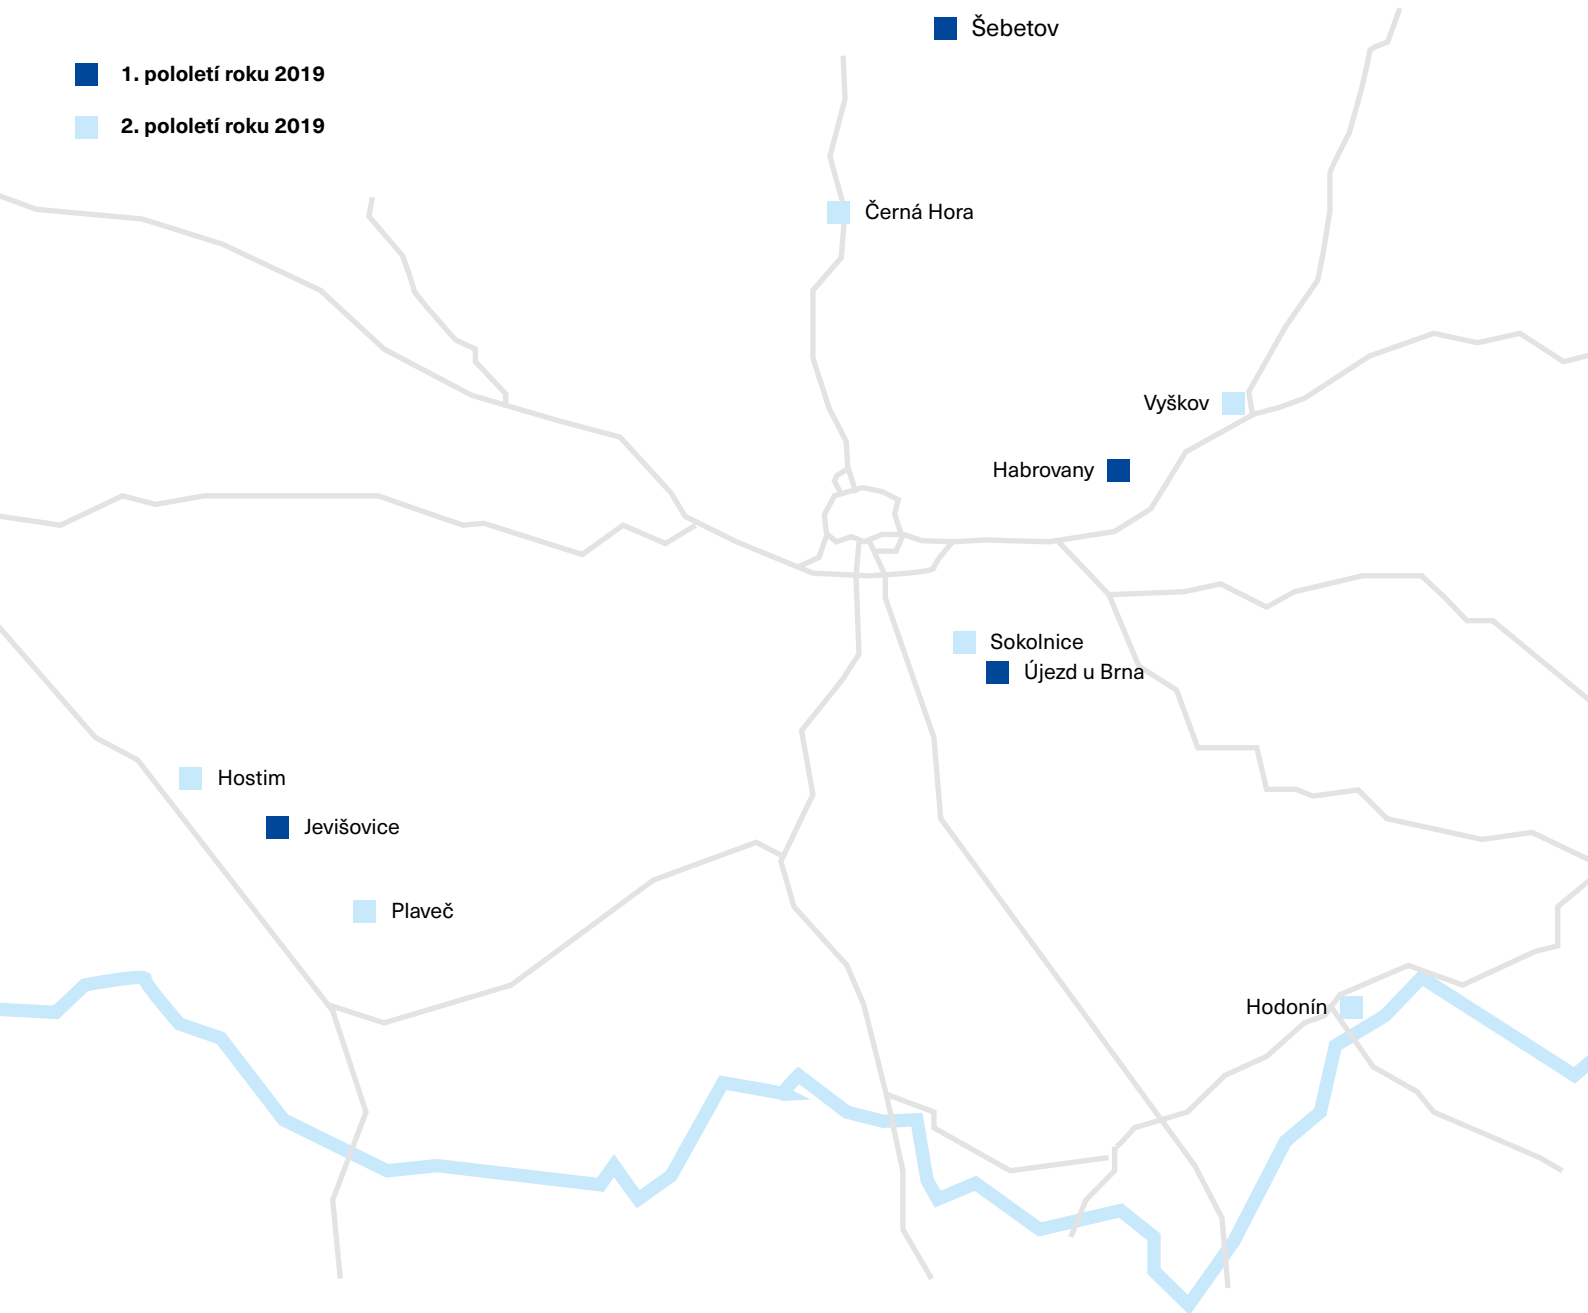 Šebetov
1. pololetí roku 2019
2. pololetí roku 2019
Černá Hora
Vyškov
Habrovany
Sokolnice
Újezd u Brna
Hostim
Jevišovice
Plaveč
Hodonín